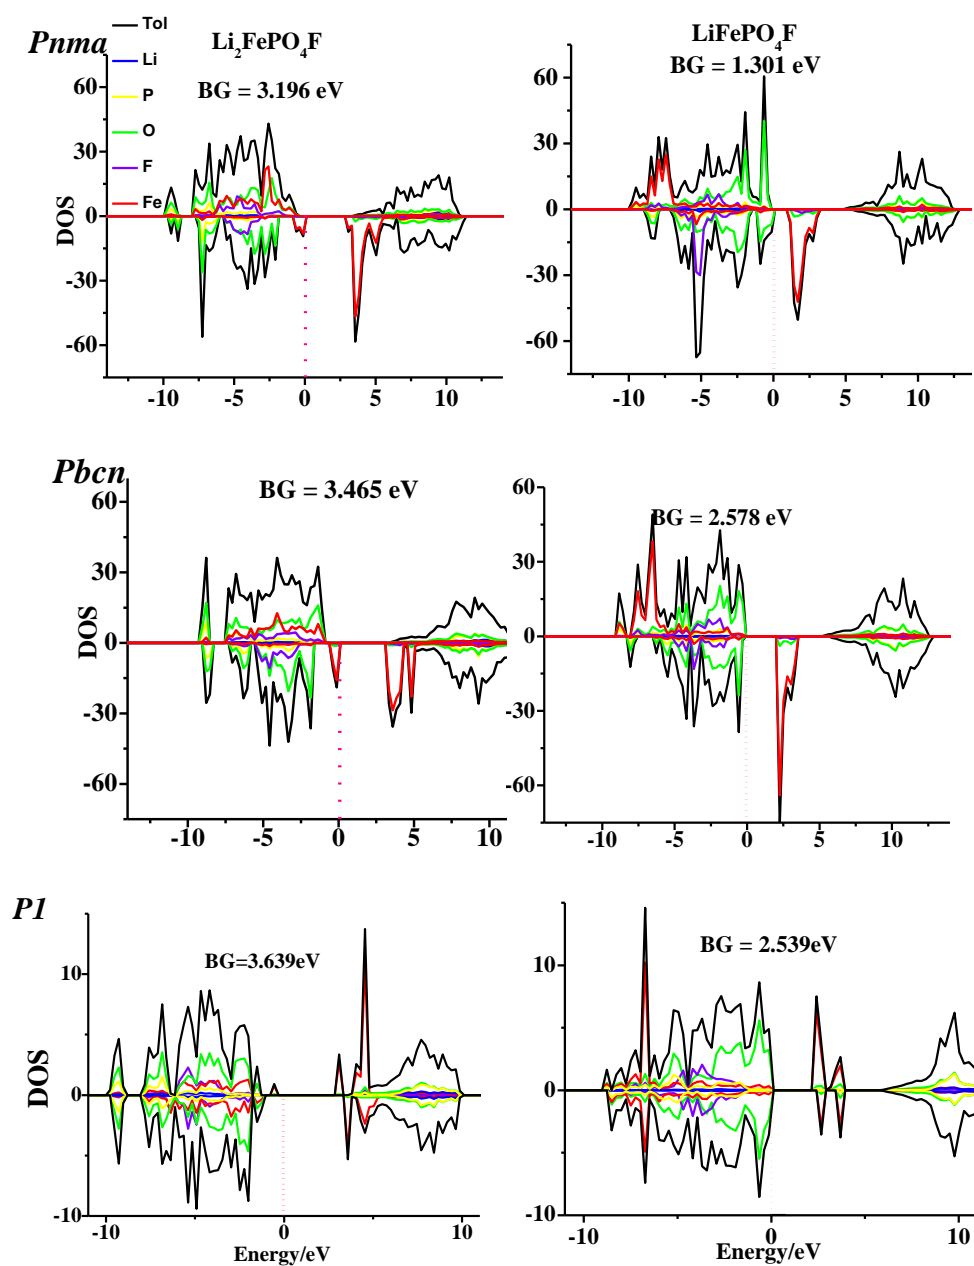 Pnma
Tol
Li
P
O
F
Fe
Li₂FePO₄F
BG = 3.196 eV
60
30
0
-30
-60
DOS
-10 -5 0 5 10
LiFePO₄F
BG = 1.301 eV
60
30
0
-30
-60
-10 -5 0 5 10
Pbcn
BG = 3.465 eV
60
30
0
-30
-60
DOS
-10 -5 0 5 10
BG = 2.578 eV
60
30
0
-30
-60
-10 -5 0 5 10
P1
BG=3.639eV
10
0
-10
DOS
-10 -5 0 10
Energy/eV
BG = 2.539eV
10
0
-10
-10 0 10
Energy/eV